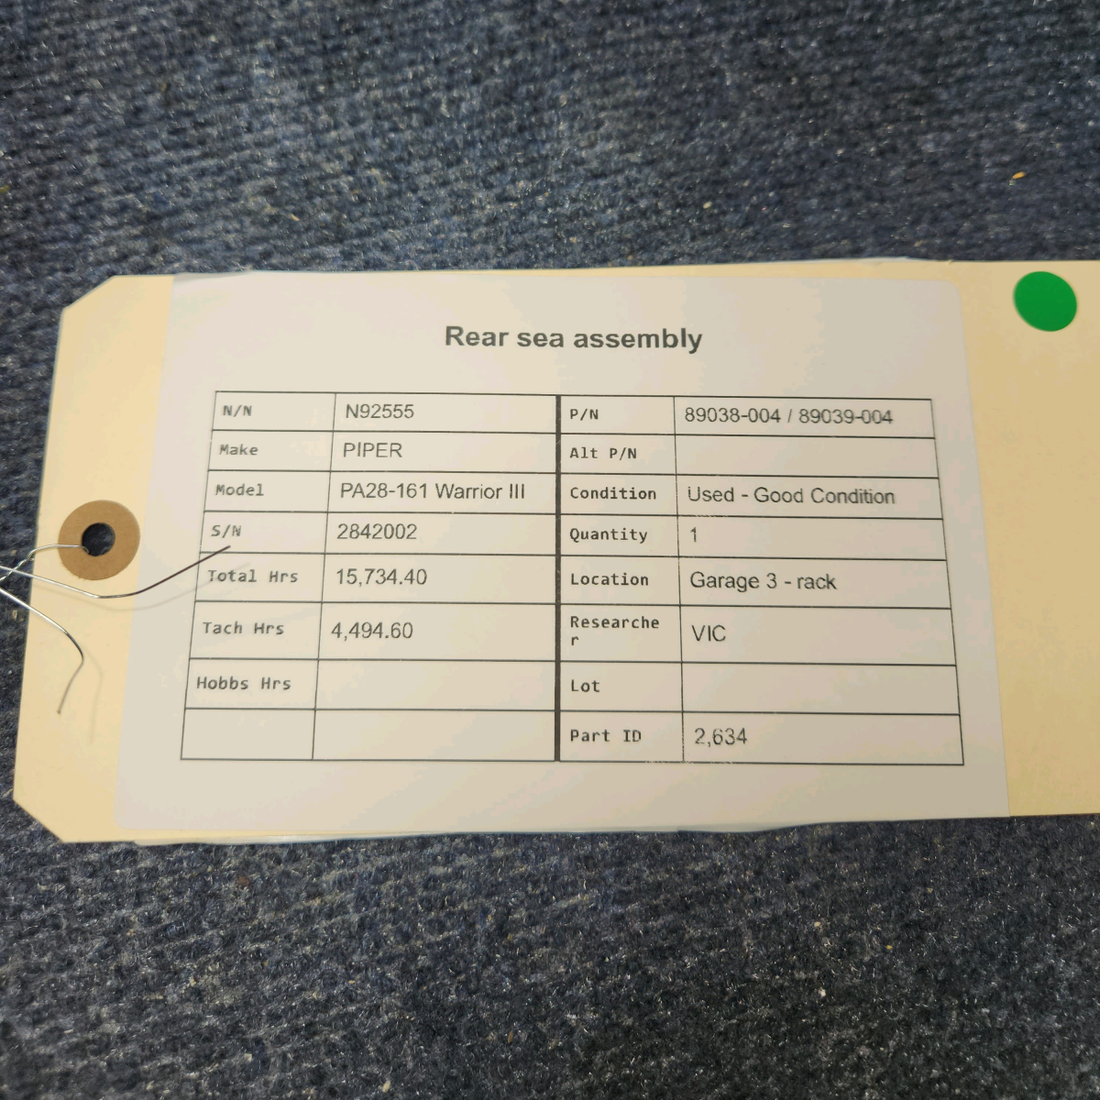 Rear sea assembly
N/N N92555 P/N 89038-004 / 89039-004
Make PIPER Alt P/N
Model PA28-161 Warrior III Condition Used - Good Condition
S/N 2842002 Quantity 1
Total Hrs 15,734.40 Location Garage 3 - rack
Tach Hrs 4,494.60 Researche
r VIC
Hobbs Hrs Lot
Part ID 2,634